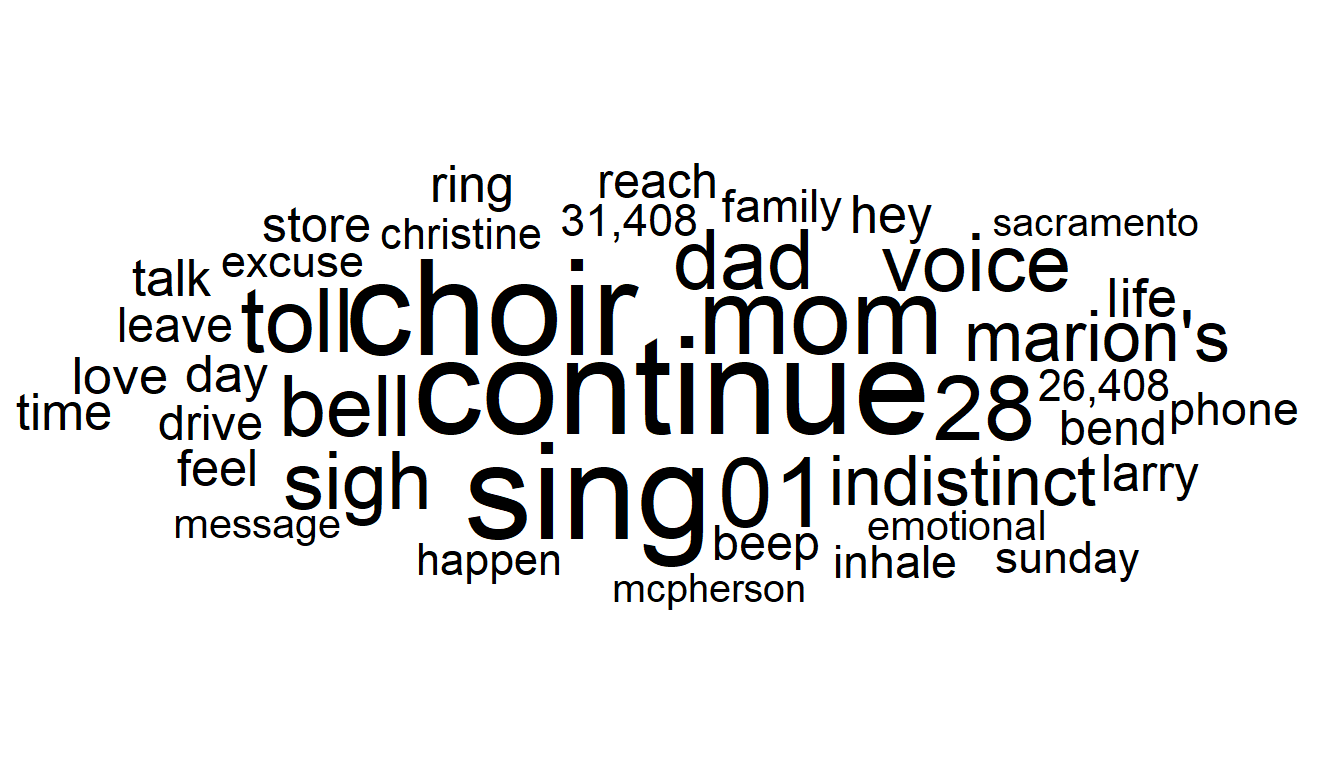 ring reach
store christine 31,408 family hey sacramento
talk excuse dad voice
leave toll choir mom marion's life
love day continue 28 26,408
time drive bell bend phone
feel sigh sing 01 indistinct larry
message beep emotional
happen inhale sunday
mcpherson